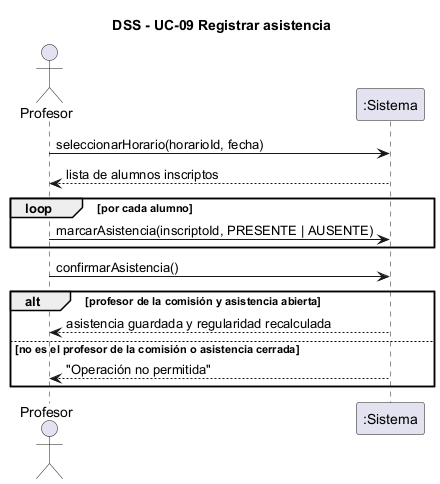 DSS - UC-09 Registrar asistencia
Profesor
:Sistema
seleccionarHorario(horarioId, fecha)
lista de alumnos inscriptos
loop [por cada alumno]
marcarAsistencia(inscriptoId, PRESENTE | AUSENTE)
confirmarAsistencia()
alt [profesor de la comisión y asistencia abierta]
asistencia guardada y regularidad recalculada
[no es el profesor de la comisión o asistencia cerrada]
"Operación no permitida"
Profesor
:Sistema